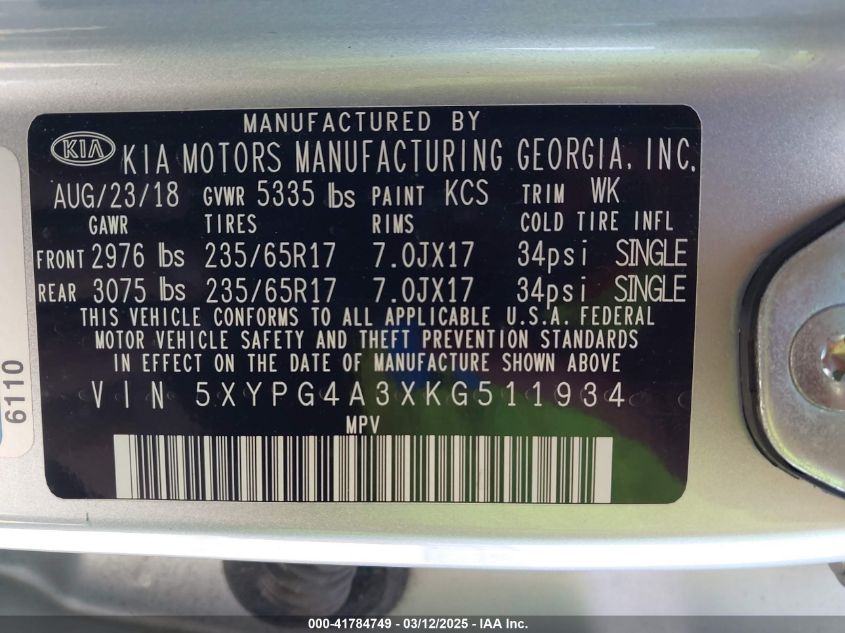 MANUFACTURED BY
KIA KIA MOTORS MANUFACTURING GEORGIA, INC.
AUG/23/18 GVWR 5335 lbs PAINT KCS TRIM WK
GAWR TIRES RIMS COLD TIRE INFL
FRONT 2976 lbs 235/65R17 7.0JX17 34psi SINGLE
REAR 3075 lbs 235/65R17 7.0JX17 34psi SINGLE
THIS VEHICLE CONFORMS TO ALL APPLICABLE U.S.A. FEDERAL
MOTOR VEHICLE SAFETY AND THEFT PREVENTION STANDARDS
IN EFFECT ON THE DATE OF MANUFACTURE SHOWN ABOVE
VIN 5XYPG4A3XKG511934
MPV
6110
000-41784749 - 03/12/2025 - IAA Inc.